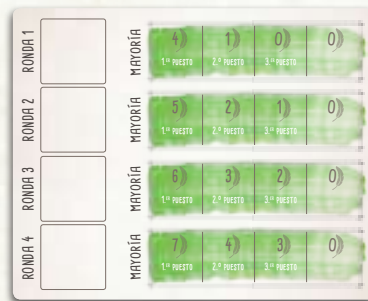 RONDA 1
MAYORÍA
4 1 0 0
1.er PUESTO 2.º PUESTO 3.er PUESTO
RONDA 2
MAYORÍA
5 2 1 0
1.er PUESTO 2.º PUESTO 3.er PUESTO
RONDA 3
MAYORÍA
6 3 2 0
1.er PUESTO 2.º PUESTO 3.er PUESTO
RONDA 4
MAYORÍA
7 4 3 0
1.er PUESTO 2.º PUESTO 3.er PUESTO